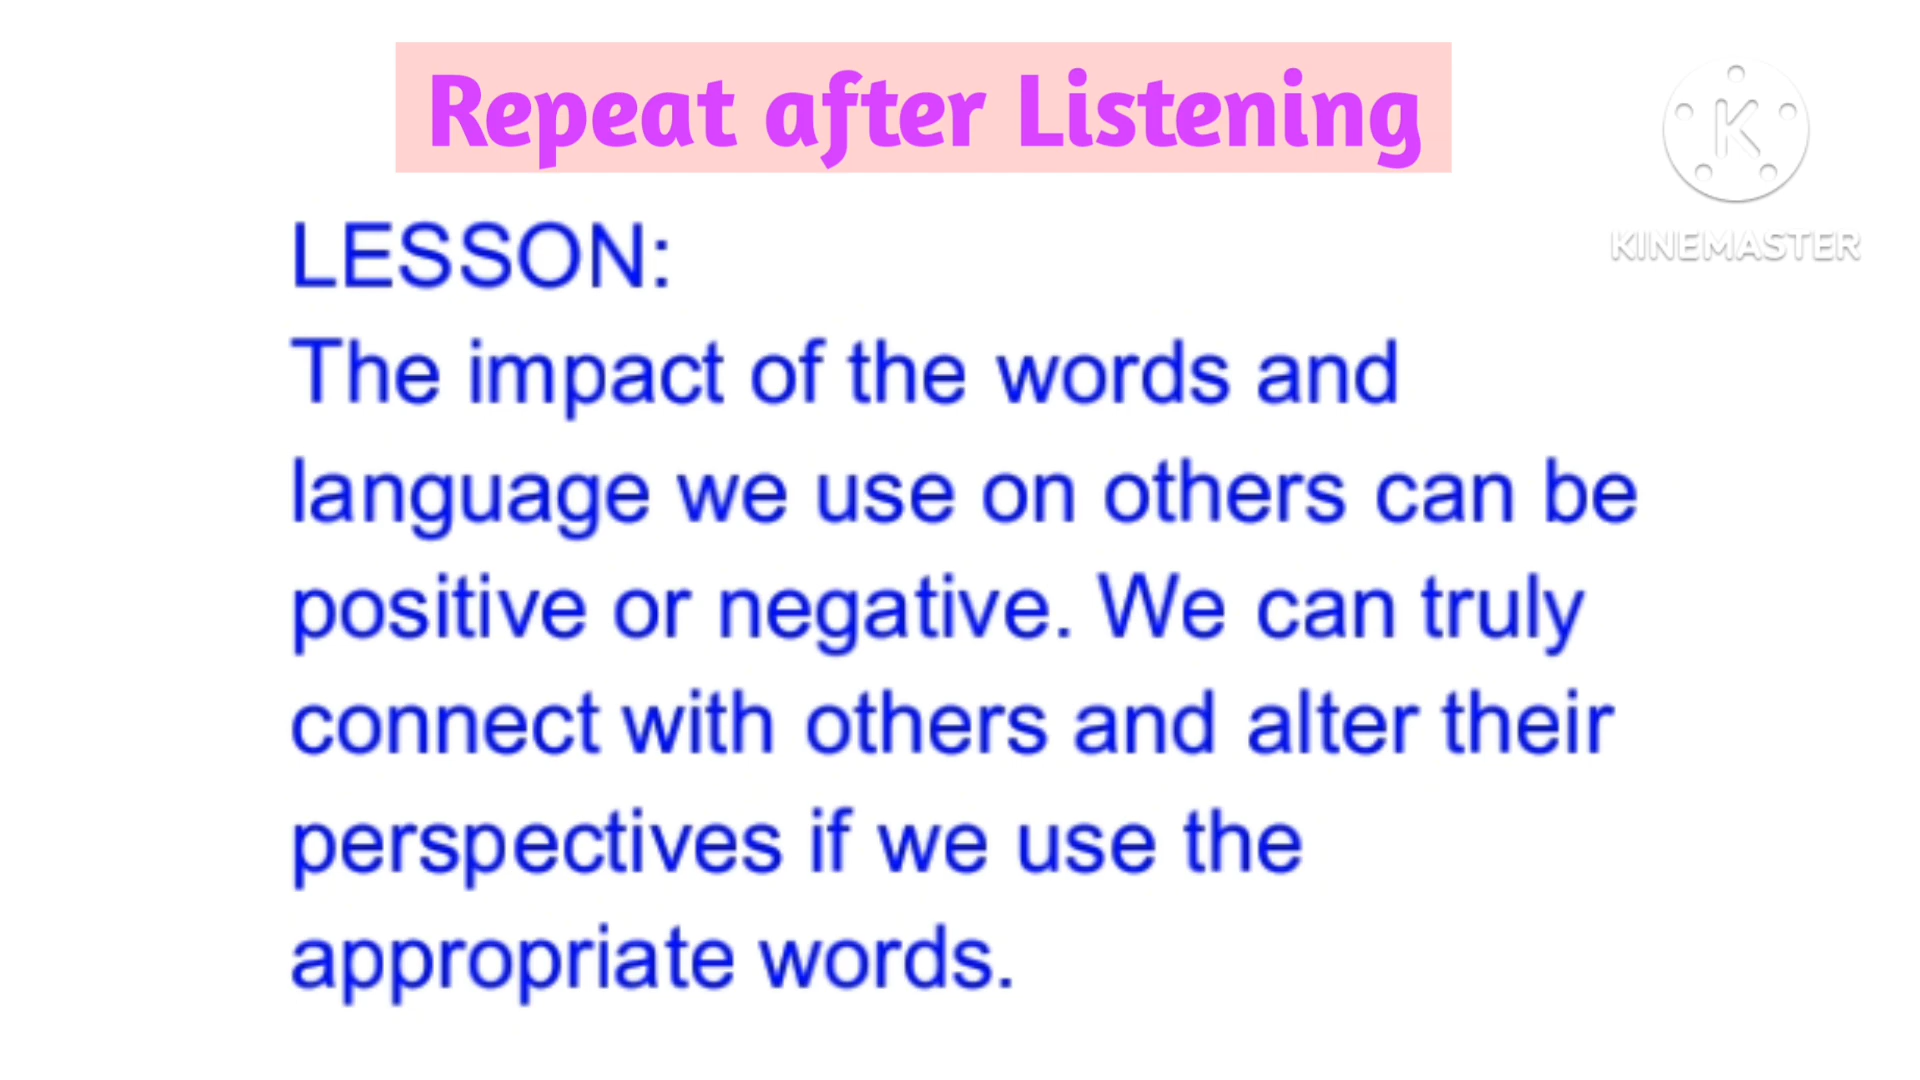 Repeat after Listening
K
KINEMASTER
LESSON:
The impact of the words and
language we use on others can be
positive or negative. We can truly
connect with others and alter their
perspectives if we use the
appropriate words.